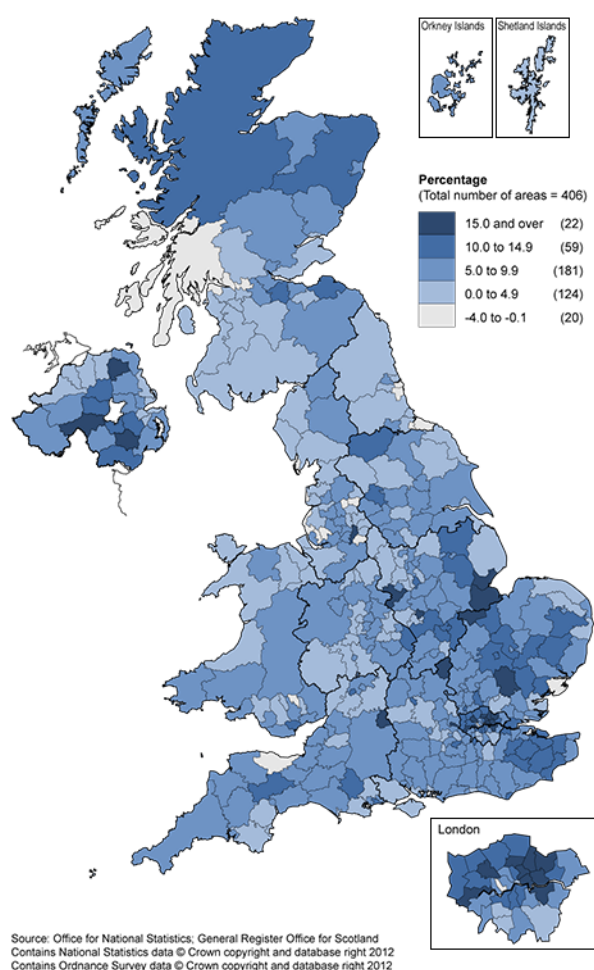 Orkney Islands
Shetland Islands
Percentage
(Total number of areas = 406)
15.0 and over (22)
10.0 to 14.9 (59)
5.0 to 9.9 (181)
0.0 to 4.9 (124)
-4.0 to -0.1 (20)
London
Source: Office for National Statistics; General Register Office for Scotland
Contains National Statistics data © Crown copyright and database right 2012
Contains Ordnance Survey data © Crown copyright and database right 2012